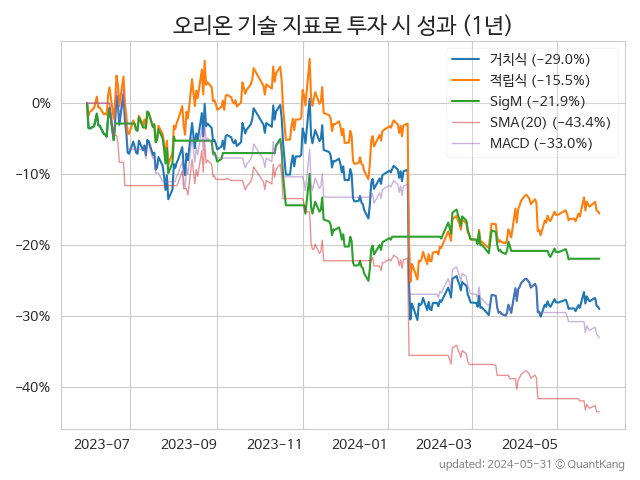 오리온 기술 지표로 투자 시 성과 (1년)
거치식 (−29.0%)
적립식 (−15.5%)
SigM (−21.9%)
SMA(20) (−43.4%)
MACD (−33.0%)
0%
−10%
−20%
−30%
−40%
2023-07 2023-09 2023-11 2024-01 2024-03 2024-05
updated: 2024-05-31 © QuantKang